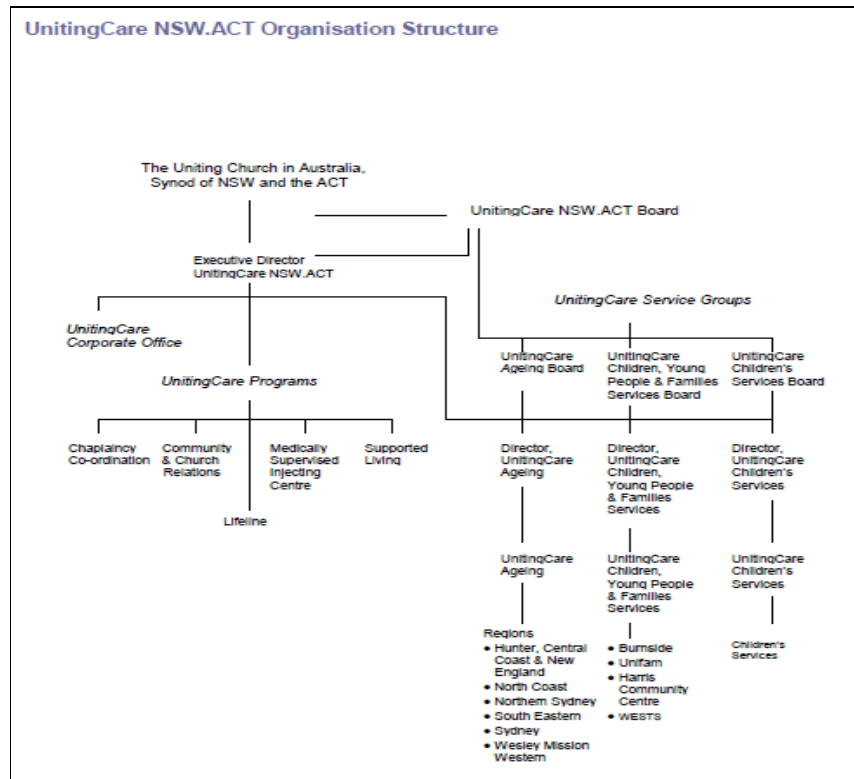 UnitingCare NSW.ACT Organisation Structure
The Uniting Church in Australia,
Synod of NSW and the ACT
UnitingCare NSW.ACT Board
Executive Director
UnitingCare NSW.ACT
UnitingCare Service Groups
UnitingCare
Corporate Office
UnitingCare
Ageing Board
UnitingCare
Children, Young
People & Families
Services Board
UnitingCare
Children's
Services Board
UnitingCare Programs
Chaplaincy
Co-ordination
Community
& Church
Relations
Medically
Supervised
Injecting
Centre
Supported
Living
Lifeline
Director,
UnitingCare
Ageing
Director,
UnitingCare
Children,
Young People
& Families
Services
Director,
UnitingCare
Children's
Services
UnitingCare
Ageing
UnitingCare
Children,
Young People
& Families
Services
UnitingCare
Children's
Services
Regions
• Hunter, Central
Coast & New
England
• North Coast
• Northern Sydney
• South Eastern
• Sydney
• Wesley Mission
Western
• Burnside
• Unifam
• Harris
Community
Centre
• WESTS
Children's
Services